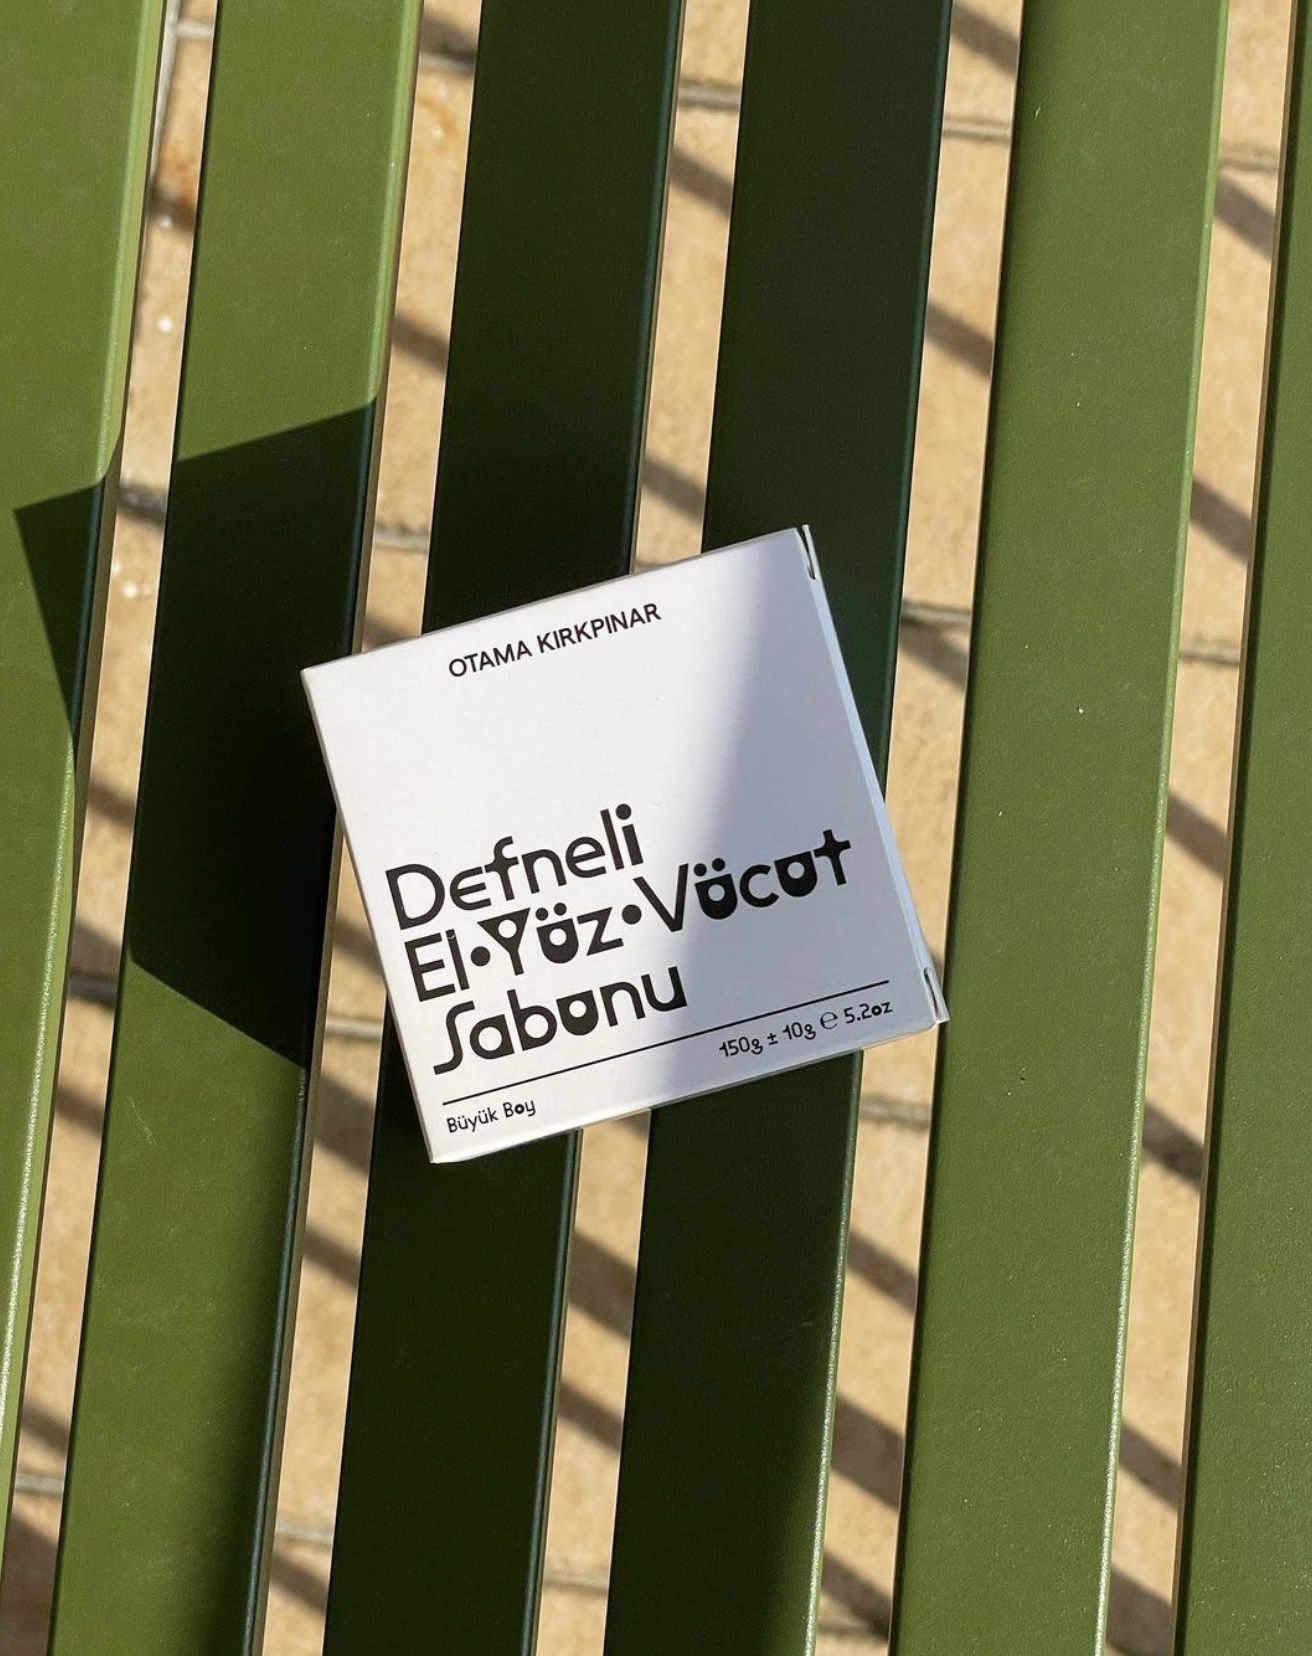 OTAMA KIRKPINAR
Defneli
El•Yüz•Vücut
Sabunu
150g ± 10g ℮ 5.2oz
Büyük Boy